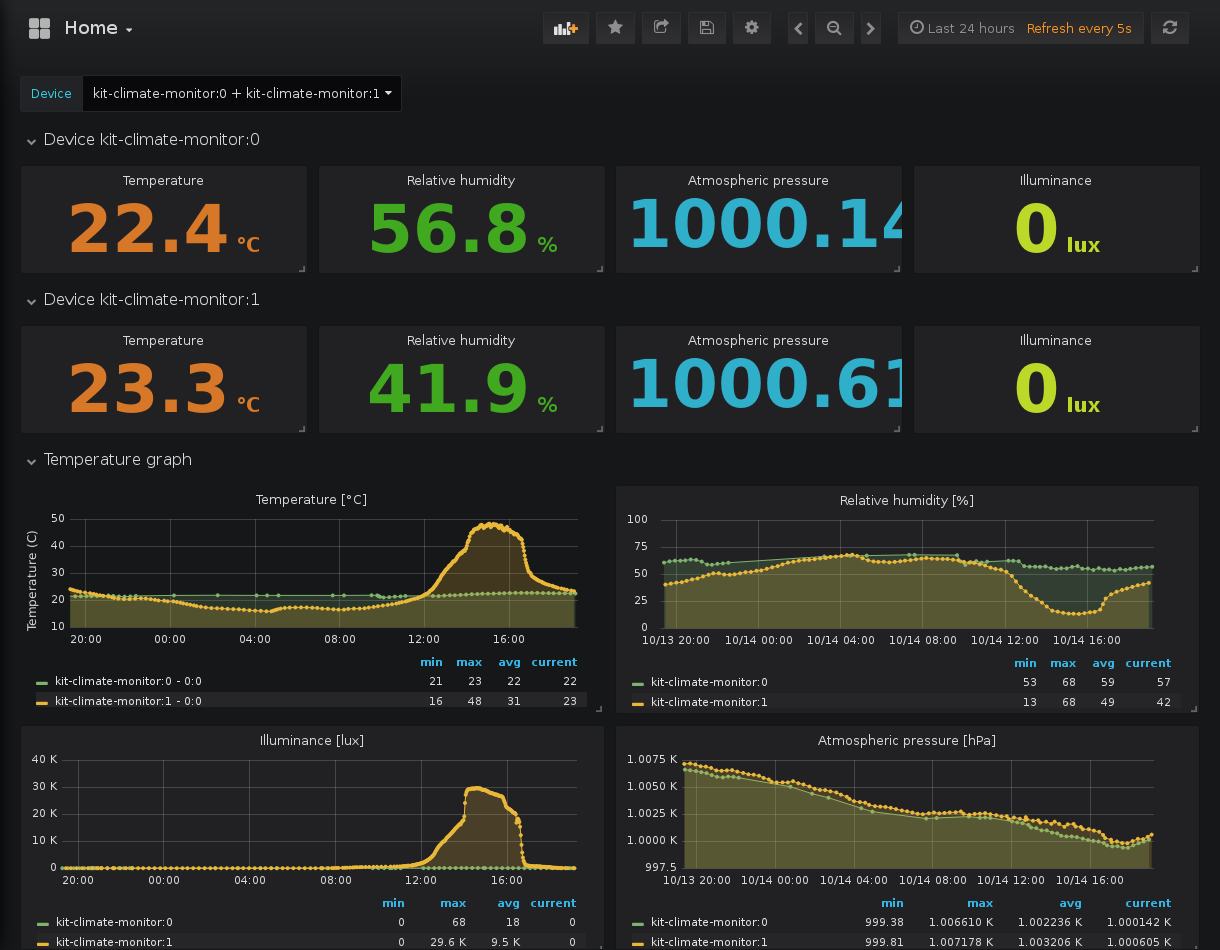 Home
Last 24 hours Refresh every 5s
Device kit-climate-monitor:0 + kit-climate-monitor:1
Device kit-climate-monitor:0
Temperature Relative humidity Atmospheric pressure Illuminance
22.4 °C 56.8 % 1000.14 0 lux
Device kit-climate-monitor:1
Temperature Relative humidity Atmospheric pressure Illuminance
23.3 °C 41.9 % 1000.61 0 lux
Temperature graph
Temperature [°C]
Temperature (C)
50
40
30
20
10
20:00 00:00 04:00 08:00 12:00 16:00
min max avg current
kit-climate-monitor:0 - 0:0 21 23 22 22
kit-climate-monitor:1 - 0:0 16 48 31 23
Relative humidity [%]
100
75
50
25
0
10/13 20:00 10/14 00:00 10/14 04:00 10/14 08:00 10/14 12:00 10/14 16:00
min max avg current
kit-climate-monitor:0 53 68 59 57
kit-climate-monitor:1 13 68 49 42
Illuminance [lux]
40 K
30 K
20 K
10 K
0
20:00 00:00 04:00 08:00 12:00 16:00
min max avg current
kit-climate-monitor:0 0 68 18 0
kit-climate-monitor:1 0 29.6 K 9.5 K 0
Atmospheric pressure [hPa]
1.0075 K
1.0050 K
1.0025 K
1.0000 K
997.5
10/13 20:00 10/14 00:00 10/14 04:00 10/14 08:00 10/14 12:00 10/14 16:00
min max avg current
kit-climate-monitor:0 999.38 1.006610 K 1.002236 K 1.000142 K
kit-climate-monitor:1 999.81 1.007178 K 1.003206 K 1.000605 K